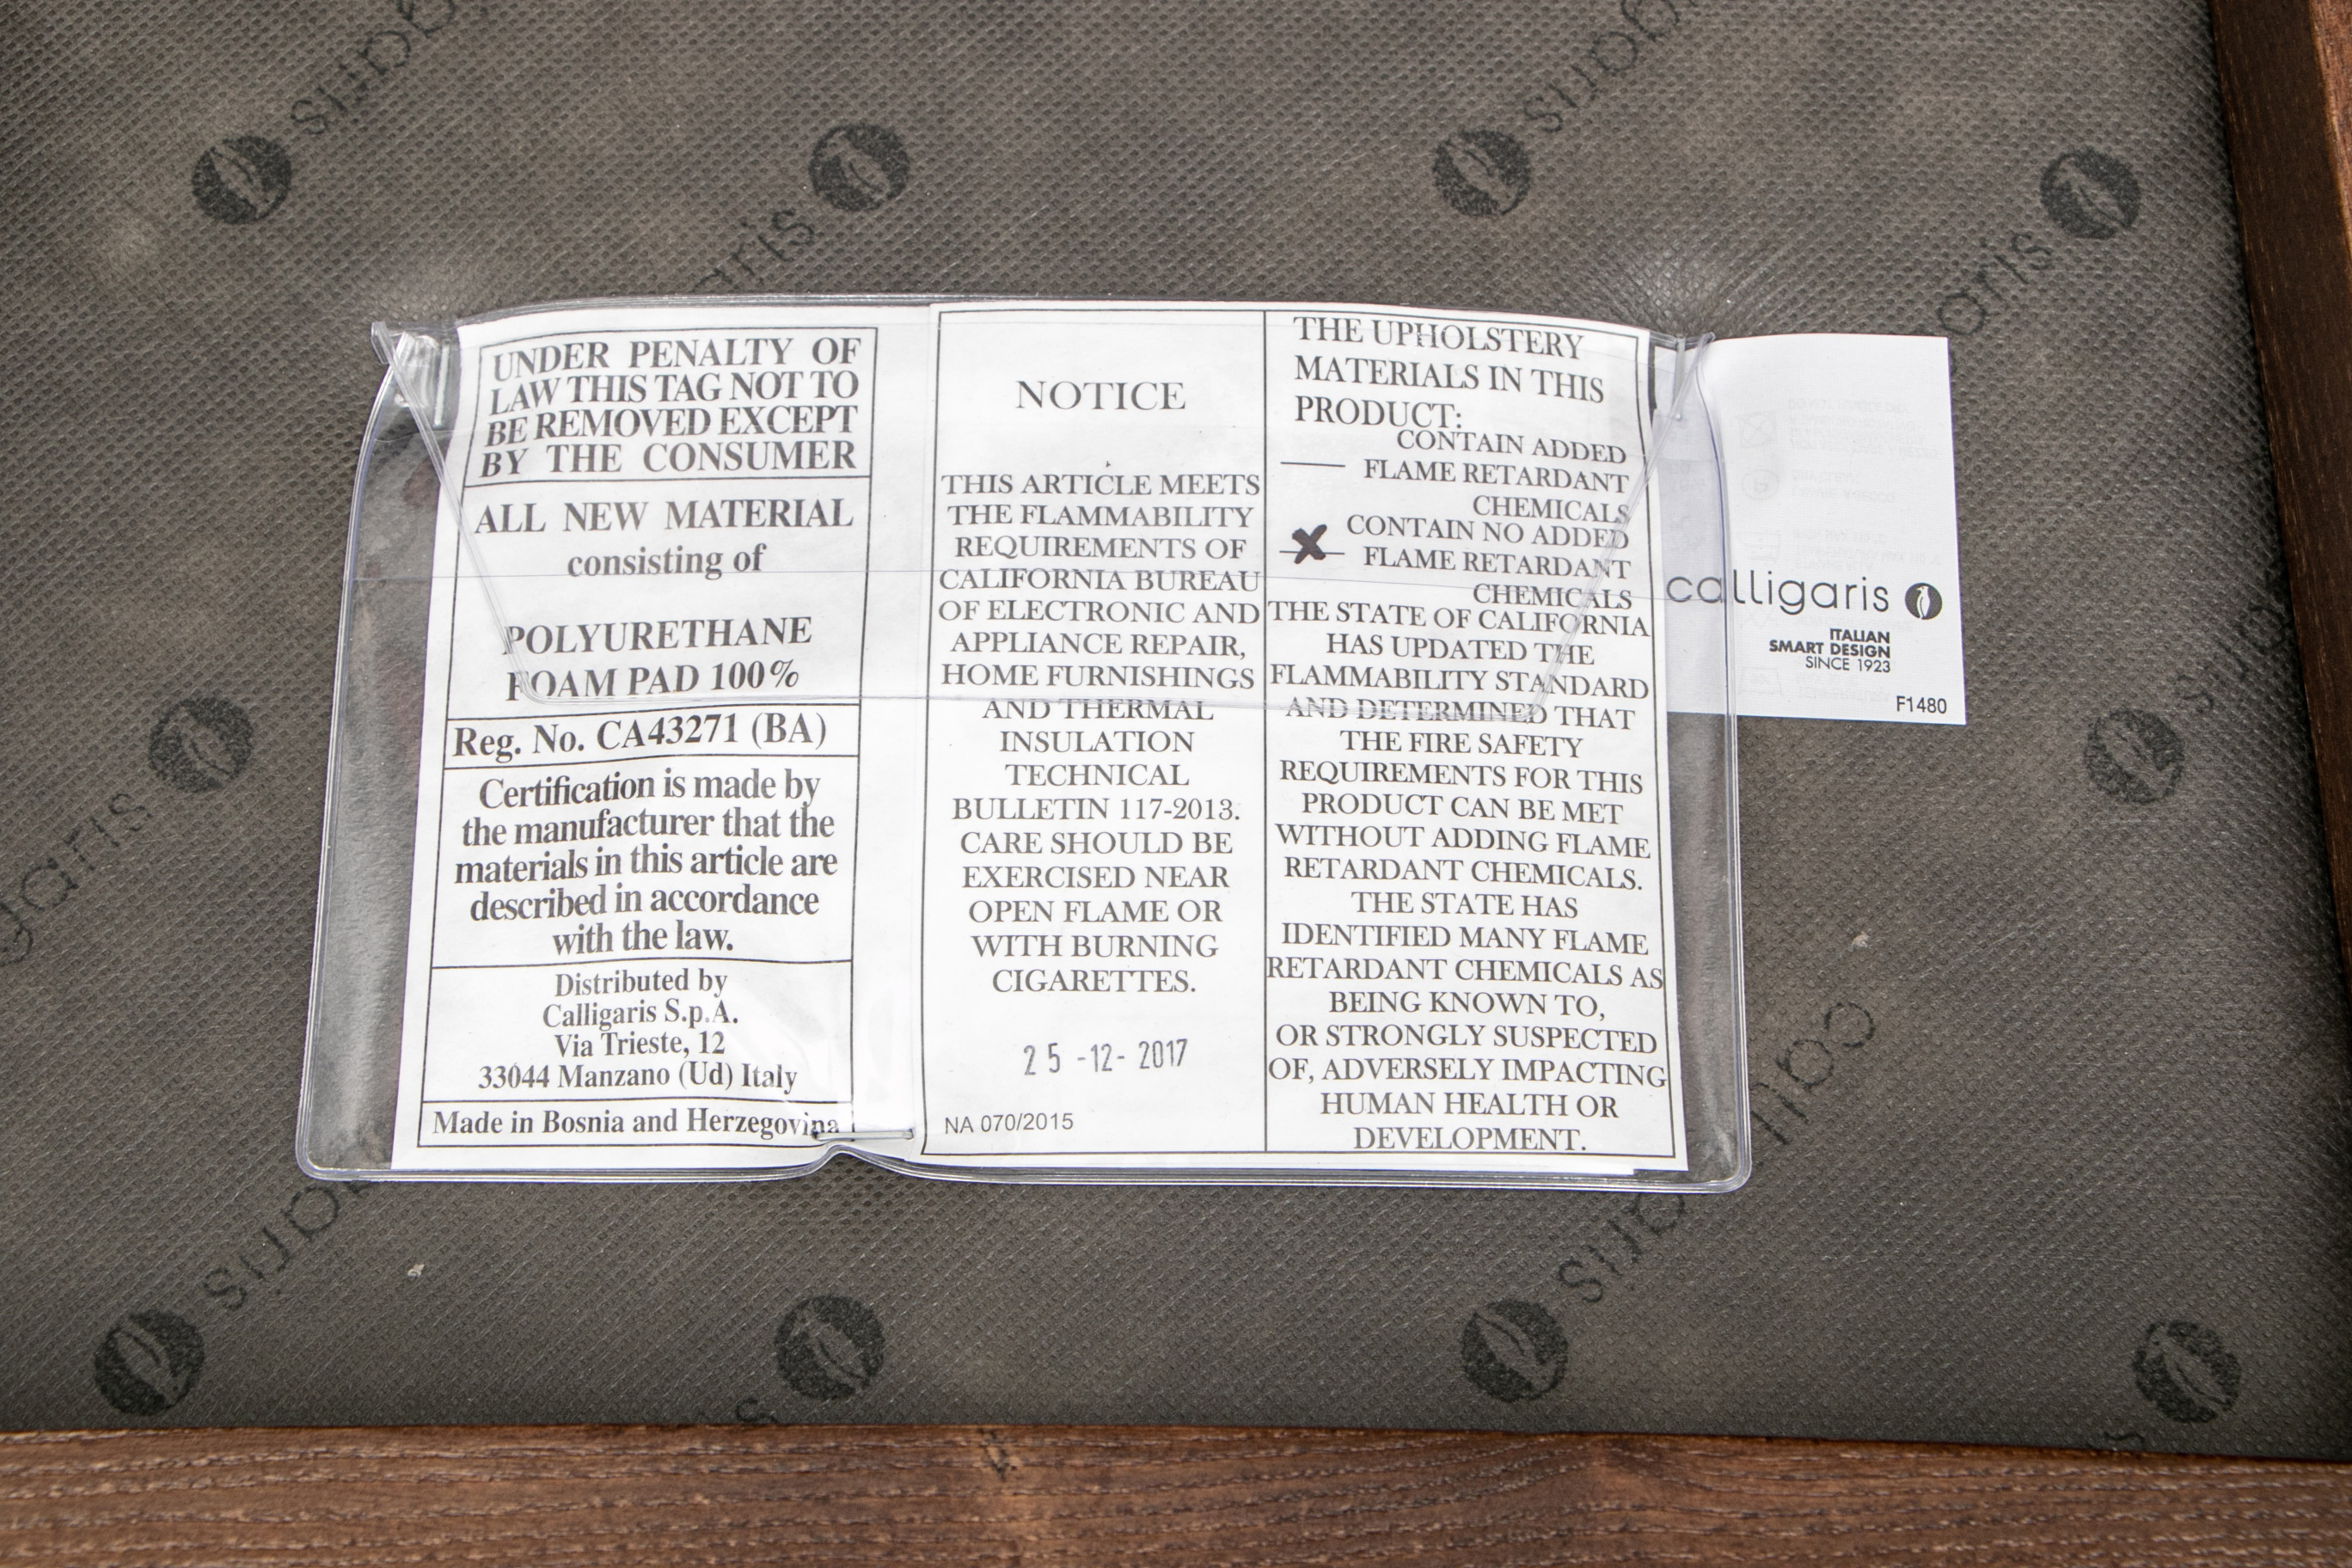 UNDER PENALTY OF
LAW THIS TAG NOT TO
BE REMOVED EXCEPT
BY THE CONSUMER
ALL NEW MATERIAL
consisting of
POLYURETHANE
FOAM PAD 100%
Reg. No. CA43271 (BA)
Certification is made by
the manufacturer that the
materials in this article are
described in accordance
with the law.
Distributed by
Calligaris S.p.A.
Via Trieste, 12
33044 Manzano (Ud) Italy
Made in Bosnia and Herzegovina
NOTICE
THIS ARTICLE MEETS
THE FLAMMABILITY
REQUIREMENTS OF
CALIFORNIA BUREAU
OF ELECTRONIC AND
APPLIANCE REPAIR,
HOME FURNISHINGS
AND THERMAL
INSULATION
TECHNICAL
BULLETIN 117-2013.
CARE SHOULD BE
EXERCISED NEAR
OPEN FLAME OR
WITH BURNING
CIGARETTES.
25 -12- 2017
NA 070/2015
THE UPHOLSTERY
MATERIALS IN THIS
PRODUCT:
CONTAIN ADDED
FLAME RETARDANT
CHEMICALS
X CONTAIN NO ADDED
FLAME RETARDANT
CHEMICALS
THE STATE OF CALIFORNIA
HAS UPDATED THE
FLAMMABILITY STANDARD
AND DETERMINED THAT
THE FIRE SAFETY
REQUIREMENTS FOR THIS
PRODUCT CAN BE MET
WITHOUT ADDING FLAME
RETARDANT CHEMICALS.
THE STATE HAS
IDENTIFIED MANY FLAME
RETARDANT CHEMICALS AS
BEING KNOWN TO,
OR STRONGLY SUSPECTED
OF, ADVERSELY IMPACTING
HUMAN HEALTH OR
DEVELOPMENT.
calligaris
ITALIAN
SMART DESIGN
SINCE 1923
F1480